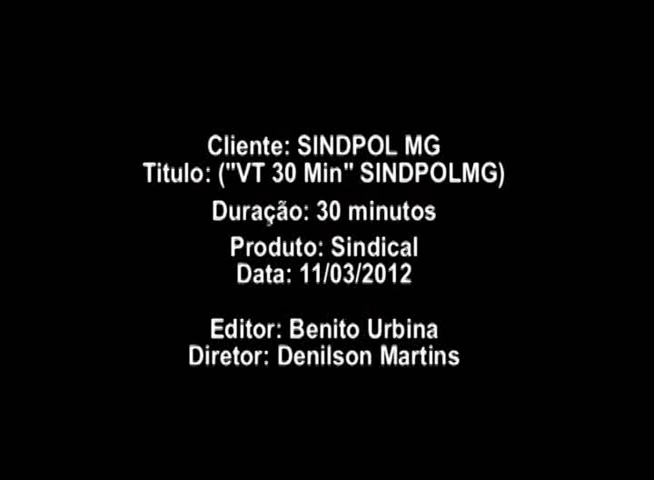 Cliente: SINDPOL MG
Titulo: ("VT 30 Min" SINDPOLMG)
Duração: 30 minutos
Produto: Sindical
Data: 11/03/2012
Editor: Benito Urbina
Diretor: Denilson Martins